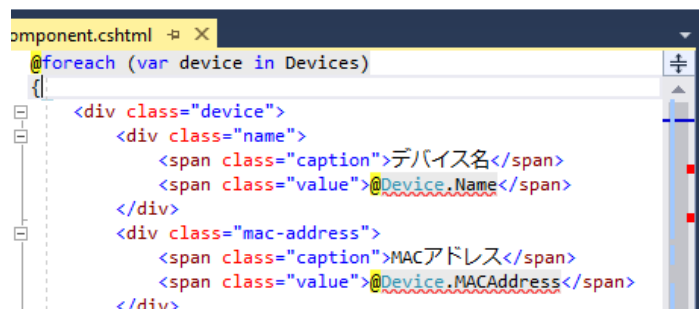 omponent.cshtml
@foreach (var device in Devices)
{
<div class="device">
<div class="name">
<span class="caption">デバイス名</span>
<span class="value">@Device.Name</span>
</div>
<div class="mac-address">
<span class="caption">MACアドレス</span>
<span class="value">@Device.MACAddress</span>
</div>